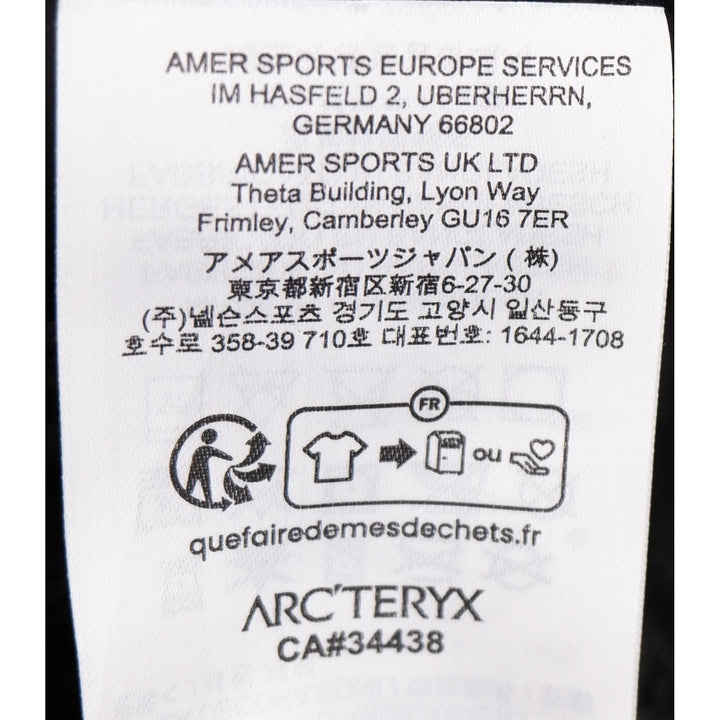 AMER SPORTS EUROPE SERVICES
IM HASFELD 2, UBERHERRN,
GERMANY 66802
AMER SPORTS UK LTD
Theta Building, Lyon Way
Frimley, Camberley GU16 7ER
アメアスポーツジャパン ( 株)
東京都新宿区新宿6-27-30
(주)넬슨스포츠 경기도 고양시 일산동구
호수로 358-39 710호 대표번호: 1644-1708
FR
ou
quefairedemesdechets.fr
ARC'TERYX
CA#34438